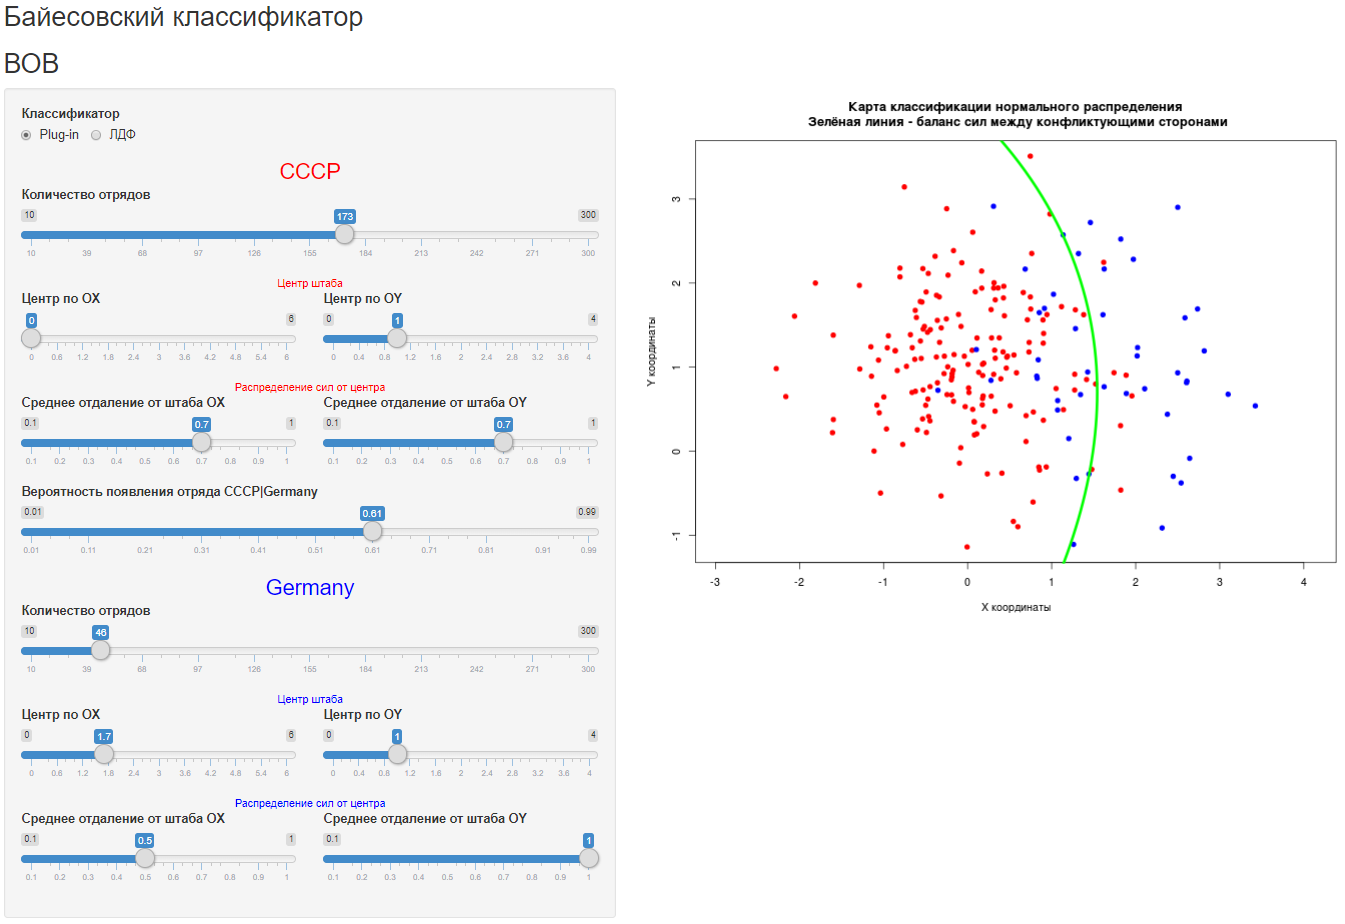 Байесовский классификатор
ВОВ
Классификатор
Plug-in ЛДФ
СССР
Количество отрядов
10 173 300
10 39 68 97 126 155 184 213 242 271 300
Центр штаба
Центр по OX Центр по OY
0 6 0 1 4
0 0.6 1.2 1.8 2.4 3 3.6 4.2 4.8 5.4 6 0 0.4 0.8 1.2 1.6 2 2.4 2.8 3.2 3.6 4
Распределение сил от центра
Среднее отдаление от штаба OX Среднее отдаление от штаба OY
0.1 0.7 1 0.1 0.7 1
0.1 0.2 0.3 0.4 0.5 0.6 0.7 0.8 0.9 1 0.1 0.2 0.3 0.4 0.5 0.6 0.7 0.8 0.9 1
Вероятность появления отряда СССР|Germany
0.01 0.61 0.99
0.01 0.11 0.21 0.31 0.41 0.51 0.61 0.71 0.81 0.91 0.99
Germany
Количество отрядов
10 46 300
10 39 68 97 126 155 184 213 242 271 300
Центр штаба
Центр по OX Центр по OY
0 1.7 6 0 1 4
0 0.6 1.2 1.8 2.4 3 3.6 4.2 4.8 5.4 6 0 0.4 0.8 1.2 1.6 2 2.4 2.8 3.2 3.6 4
Распределение сил от центра
Среднее отдаление от штаба OX Среднее отдаление от штаба OY
0.1 0.5 1 0.1 1
0.1 0.2 0.3 0.4 0.5 0.6 0.7 0.8 0.9 1 0.1 0.2 0.3 0.4 0.5 0.6 0.7 0.8 0.9 1
Карта классификации нормального распределения
Зелёная линия - баланс сил между конфликтующими сторонами
Y координаты
3
2
1
0
-1
-3 -2 -1 0 1 2 3 4
X координаты